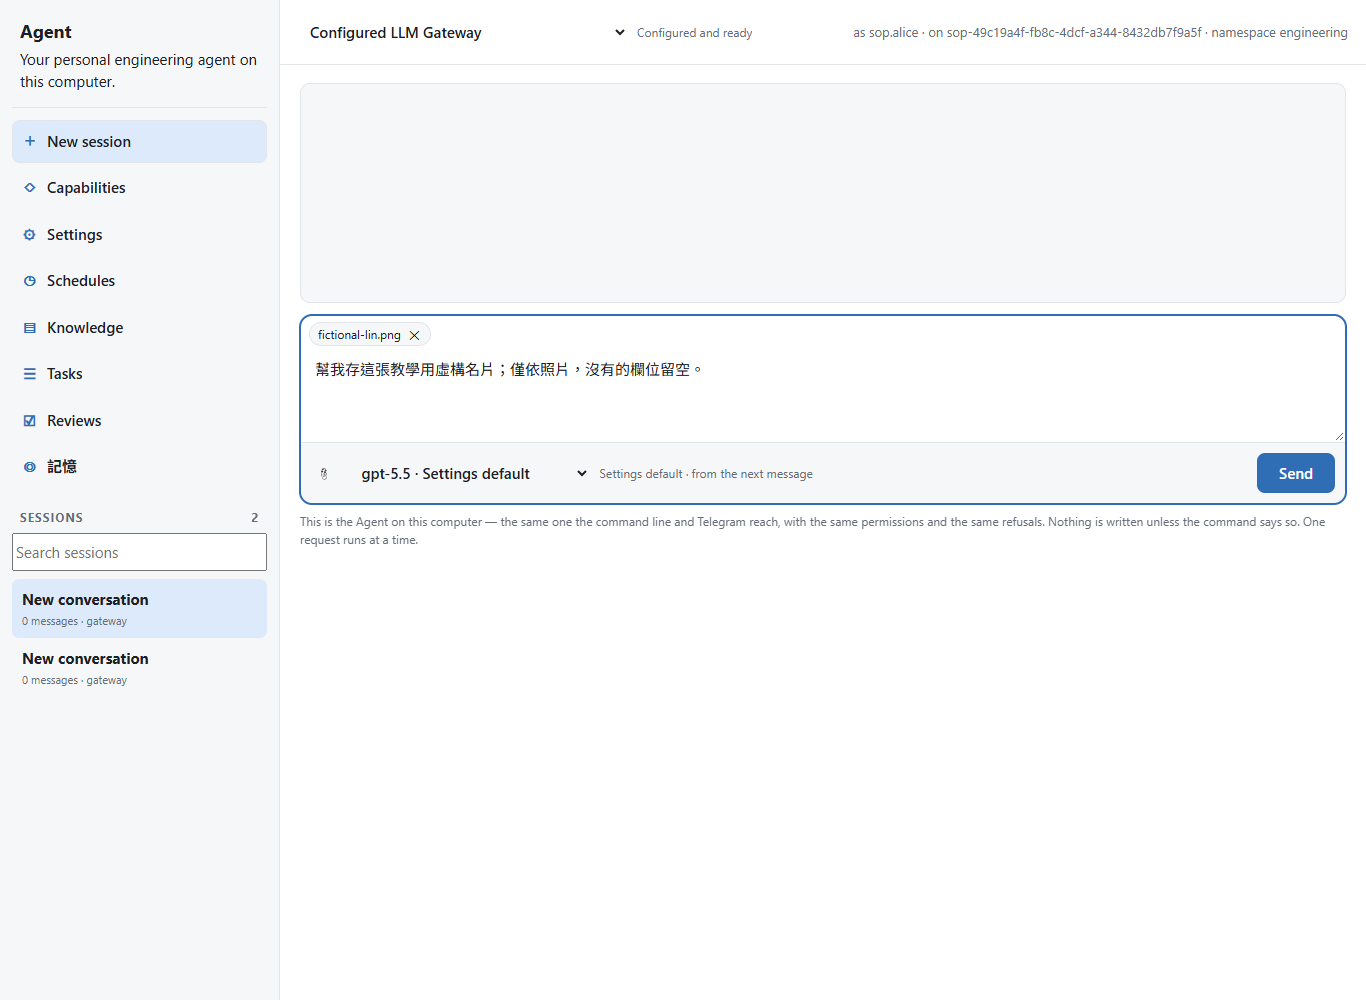 Agent
Your personal engineering agent on
this computer.
New session
Capabilities
Settings
Schedules
Knowledge
Tasks
Reviews
記憶
SESSIONS 2
Search sessions
New conversation
0 messages · gateway
New conversation
0 messages · gateway
Configured LLM Gateway
Configured and ready
as sop.alice · on sop-49c19a4f-fb8c-4dcf-a344-8432db7f9a5f · namespace engineering
fictional-lin.png
幫我存這張教學用虛構名片；僅依照片，沒有的欄位留空。
gpt-5.5 · Settings default
Settings default · from the next message
Send
This is the Agent on this computer — the same one the command line and Telegram reach, with the same permissions and the same refusals. Nothing is written unless the command says so. One
request runs at a time.